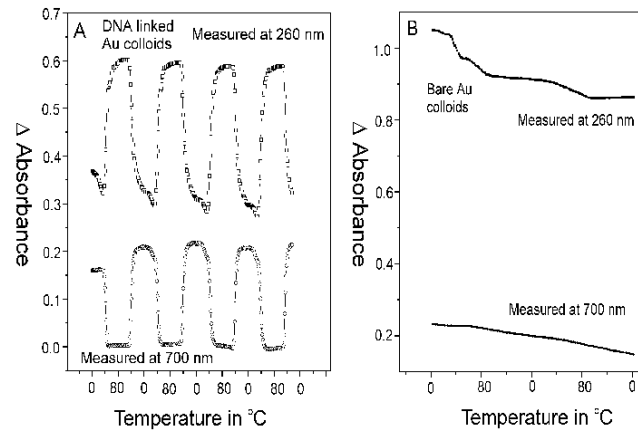 A
DNA linked
Au colloids
Measured at 260 nm
Measured at 700 nm
0.6
0.5
0.4
0.3
0.2
0.1
0.0
Δ Absorbance
0 80 0 80 0 80 0 80 0
Temperature in °C
B
Bare Au
colloids
Measured at 260 nm
Measured at 700 nm
1.0
0.8
0.6
0.4
0.2
Δ Absorbance
0 80 0 80 0
Temperature in °C